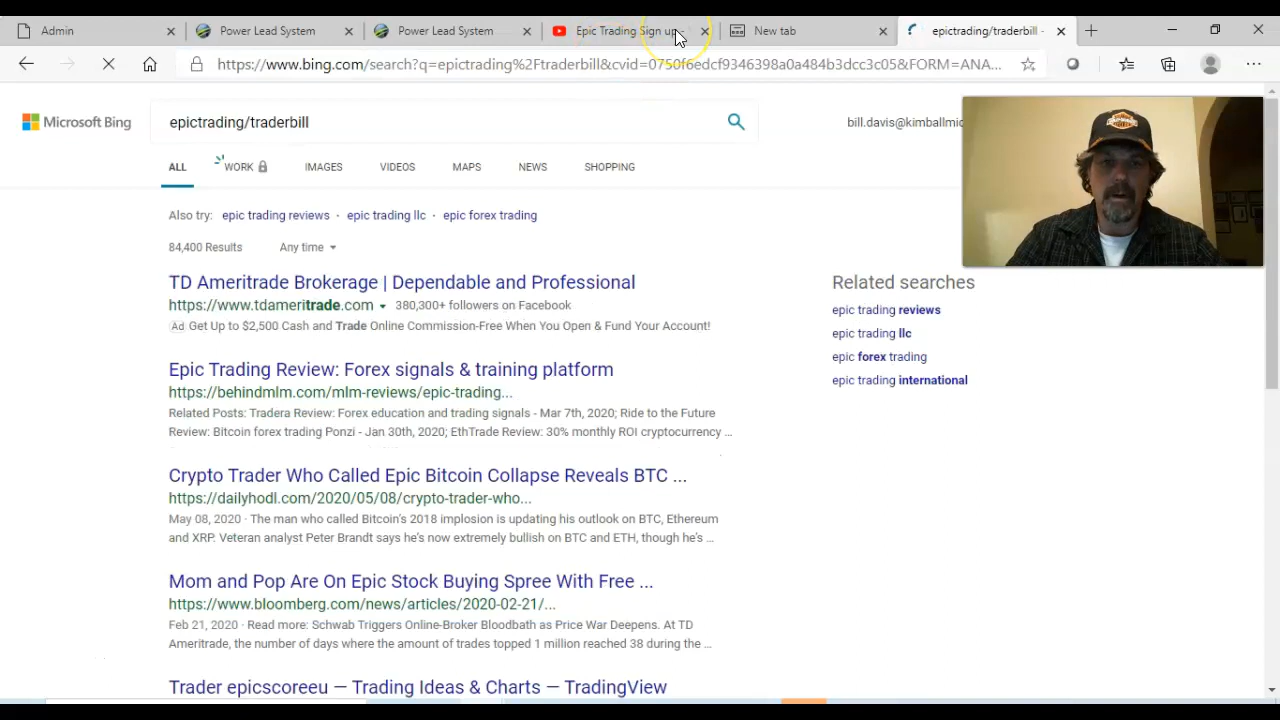 Admin
Power Lead System
Power Lead System
Epic Trading Sign up
New tab
epictrading/traderbill -
https://www.bing.com/search?q=epictrading%2Ftraderbill&cvid=0750f6edcf9346398a0a484b3dcc3c05&FORM=ANA...
Microsoft Bing
epictrading/traderbill
bill.davis@kimballmic
ALL
WORK
IMAGES
VIDEOS
MAPS
NEWS
SHOPPING
Also try: epic trading reviews · epic trading llc · epic forex trading
84,400 Results Any time
TD Ameritrade Brokerage | Dependable and Professional
https://www.tdameritrade.com 380,300+ followers on Facebook
Ad Get Up to $2,500 Cash and Trade Online Commission-Free When You Open & Fund Your Account!
Epic Trading Review: Forex signals & training platform
https://behindmlm.com/mlm-reviews/epic-trading...
Related Posts: Tradera Review: Forex education and trading signals - Mar 7th, 2020; Ride to the Future
Review: Bitcoin forex trading Ponzi - Jan 30th, 2020; EthTrade Review: 30% monthly ROI cryptocurrency ...
Crypto Trader Who Called Epic Bitcoin Collapse Reveals BTC ...
https://dailyhodl.com/2020/05/08/crypto-trader-who...
May 08, 2020 · The man who called Bitcoin's 2018 implosion is updating his outlook on BTC, Ethereum
and XRP. Veteran analyst Peter Brandt says he's now extremely bullish on BTC and ETH, though he's ...
Mom and Pop Are On Epic Stock Buying Spree With Free ...
https://www.bloomberg.com/news/articles/2020-02-21/...
Feb 21, 2020 · Read more: Schwab Triggers Online-Broker Bloodbath as Price War Deepens. At TD
Ameritrade, the number of days where the amount of trades topped 1 million reached 38 during the ...
Trader epicscoreeu — Trading Ideas & Charts — TradingView
Related searches
epic trading reviews
epic trading llc
epic forex trading
epic trading international